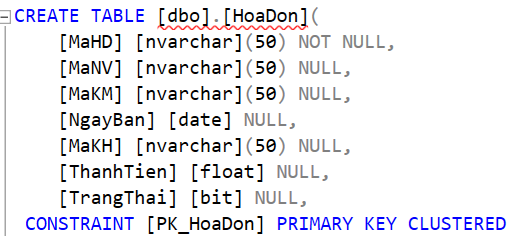 CREATE TABLE [dbo].[HoaDon](
[MaHD] [nvarchar](50) NOT NULL,
[MaNV] [nvarchar](50) NULL,
[MaKM] [nvarchar](50) NULL,
[NgayBan] [date] NULL,
[MaKH] [nvarchar](50) NULL,
[ThanhTien] [float] NULL,
[TrangThai] [bit] NULL,
CONSTRAINT [PK_HoaDon] PRIMARY KEY CLUSTERED